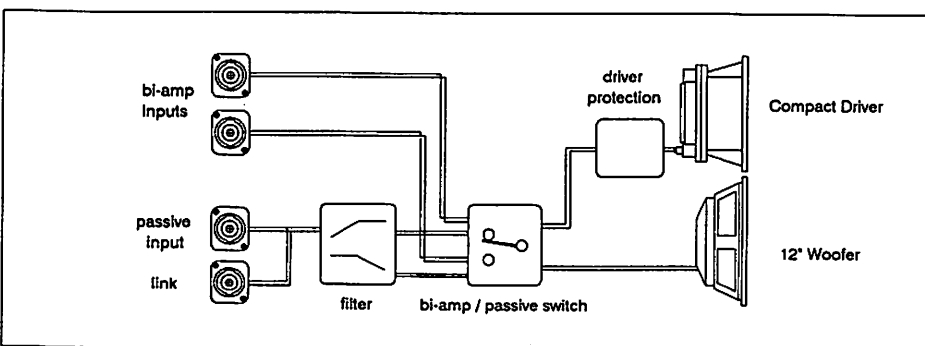 bi-amp
inputs
driver
protection
Compact Driver
passive
input
link
filter
bi-amp / passive switch
12" Woofer